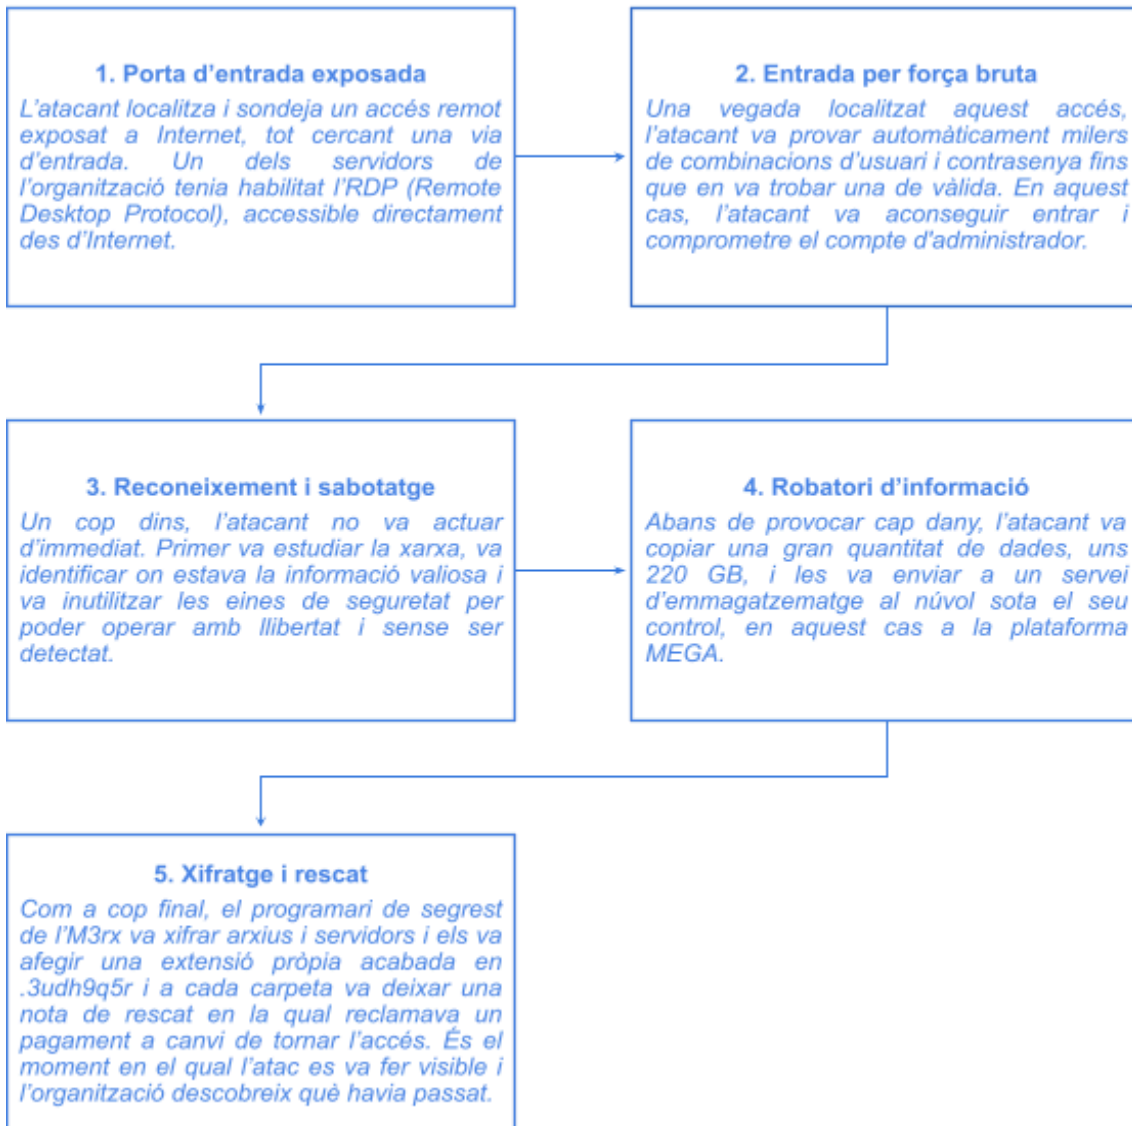 1. Porta d’entrada exposada
L’atacant localitza i sondeja un accés remot
exposat a Internet, tot cercant una via
d’entrada. Un dels servidors de
l’organització tenia habilitat l’RDP (Remote
Desktop Protocol), accessible directament
des d’Internet.
2. Entrada per força bruta
Una vegada localitzat aquest accés,
l’atacant va provar automàticament milers
de combinacions d’usuari i contrasenya fins
que en va trobar una de vàlida. En aquest
cas, l’atacant va aconseguir entrar i
comprometre el compte d'administrador.
3. Reconeixement i sabotatge
Un cop dins, l’atacant no va actuar
d’immediat. Primer va estudiar la xarxa, va
identificar on estava la informació valiosa i
va inutilitzar les eines de seguretat per
poder operar amb llibertat i sense ser
detectat.
4. Robatori d’informació
Abans de provocar cap dany, l’atacant va
copiar una gran quantitat de dades, uns
220 GB, i les va enviar a un servei
d’emmagatzematge al núvol sota el seu
control, en aquest cas a la plataforma
MEGA.
5. Xifratge i rescat
Com a cop final, el programari de segrest
de l’M3rx va xifrar arxius i servidors i els va
afegir una extensió pròpia acabada en
.3udh9q5r i a cada carpeta va deixar una
nota de rescat en la qual reclamava un
pagament a canvi de tornar l’accés. És el
moment en el qual l’atac es va fer visible i
l’organització descobreix què havia passat.